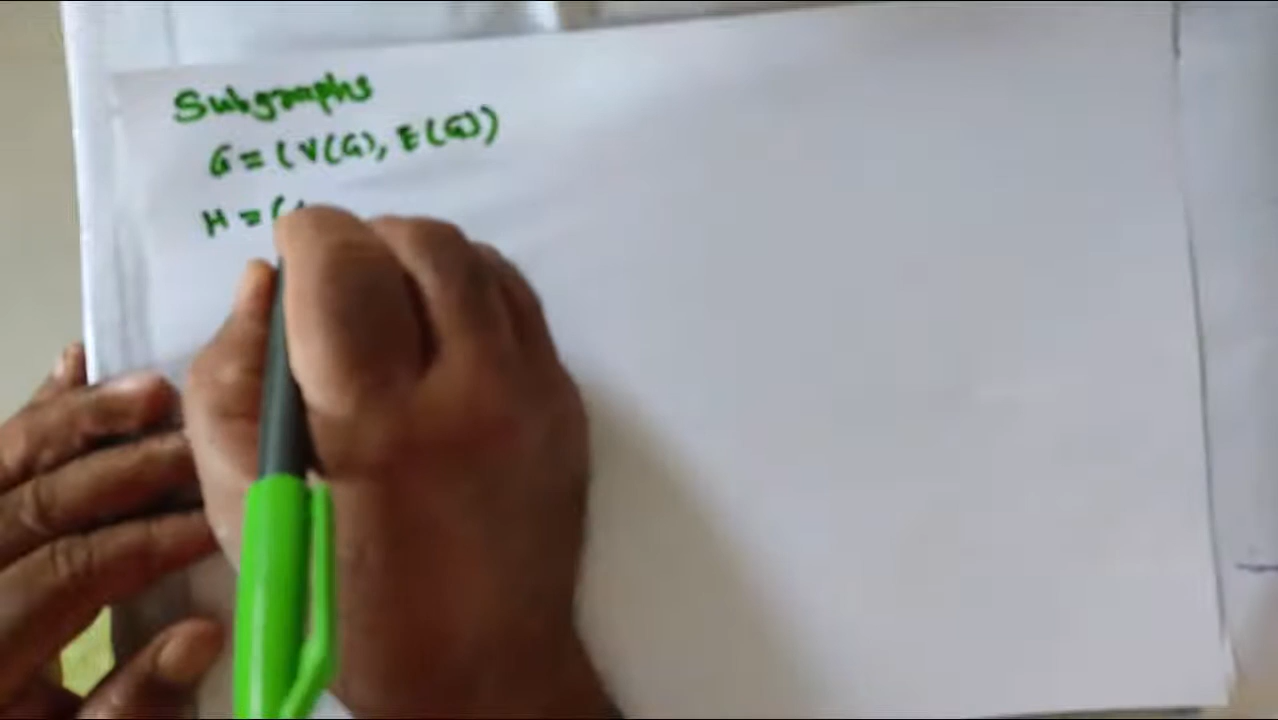 Subgraphs
G = (V(G), E(G))
H = (